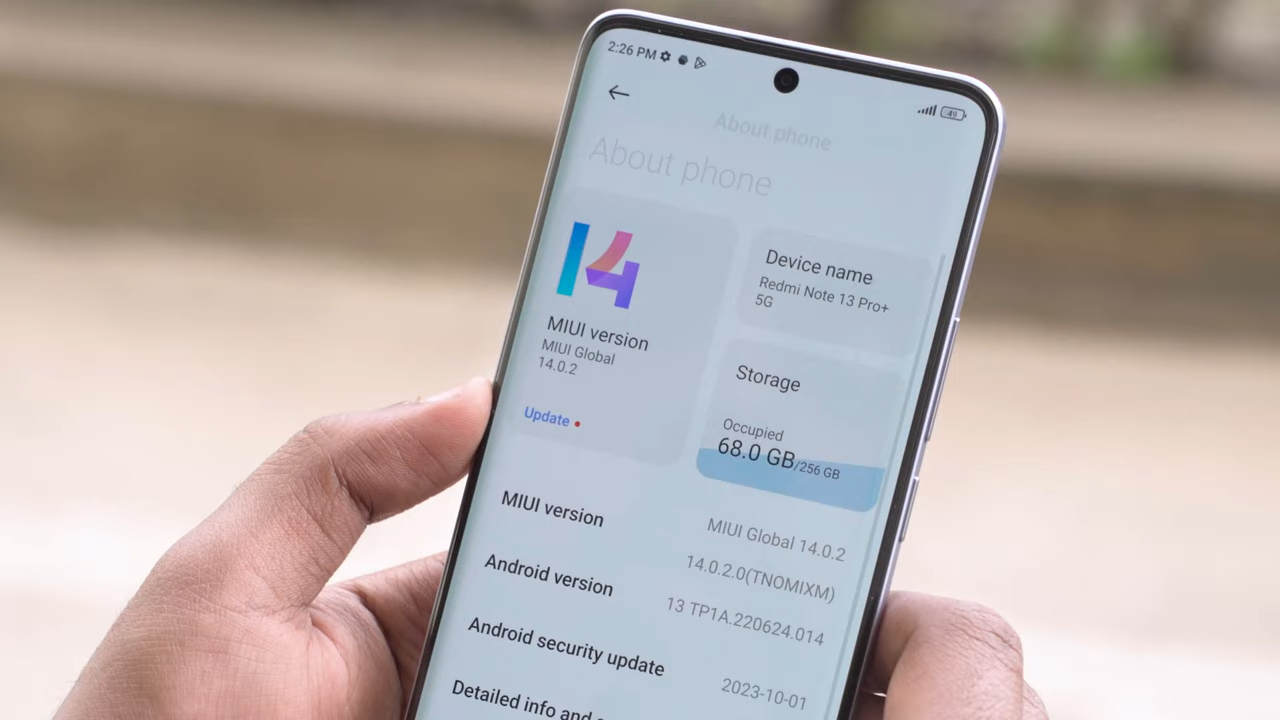 2:26 PM
49
About phone
About phone
14
MIUI version
MIUI Global
14.0.2
Update
Device name
Redmi Note 13 Pro+
5G
Storage
Occupied
68.0 GB/256 GB
MIUI version
MIUI Global 14.0.2
14.0.2.0(TNOMIXM)
Android version
13 TP1A.220624.014
Android security update
2023-10-01
Detailed info and